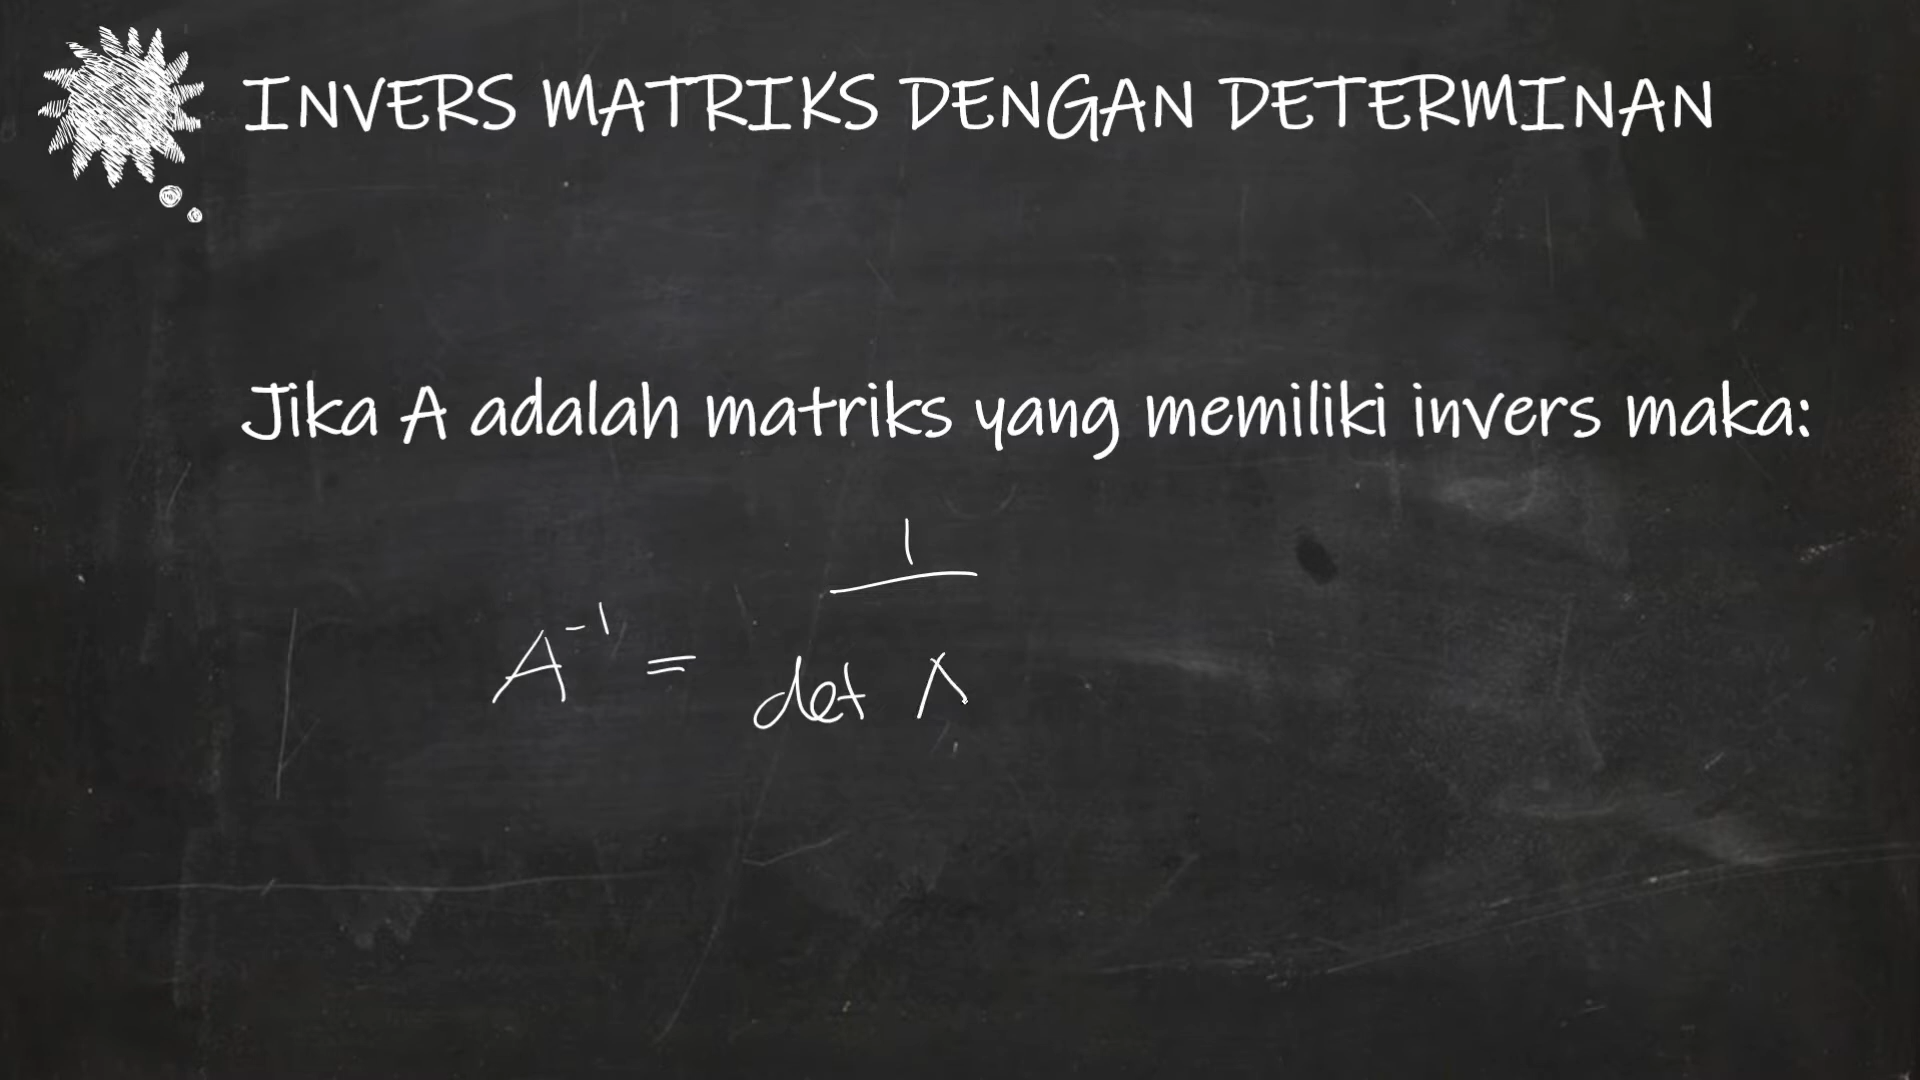 INVERS MATRIKS DENGAN DETERMINAN
Jika A adalah matriks yang memiliki invers maka:
1
A⁻¹ =
det Λ